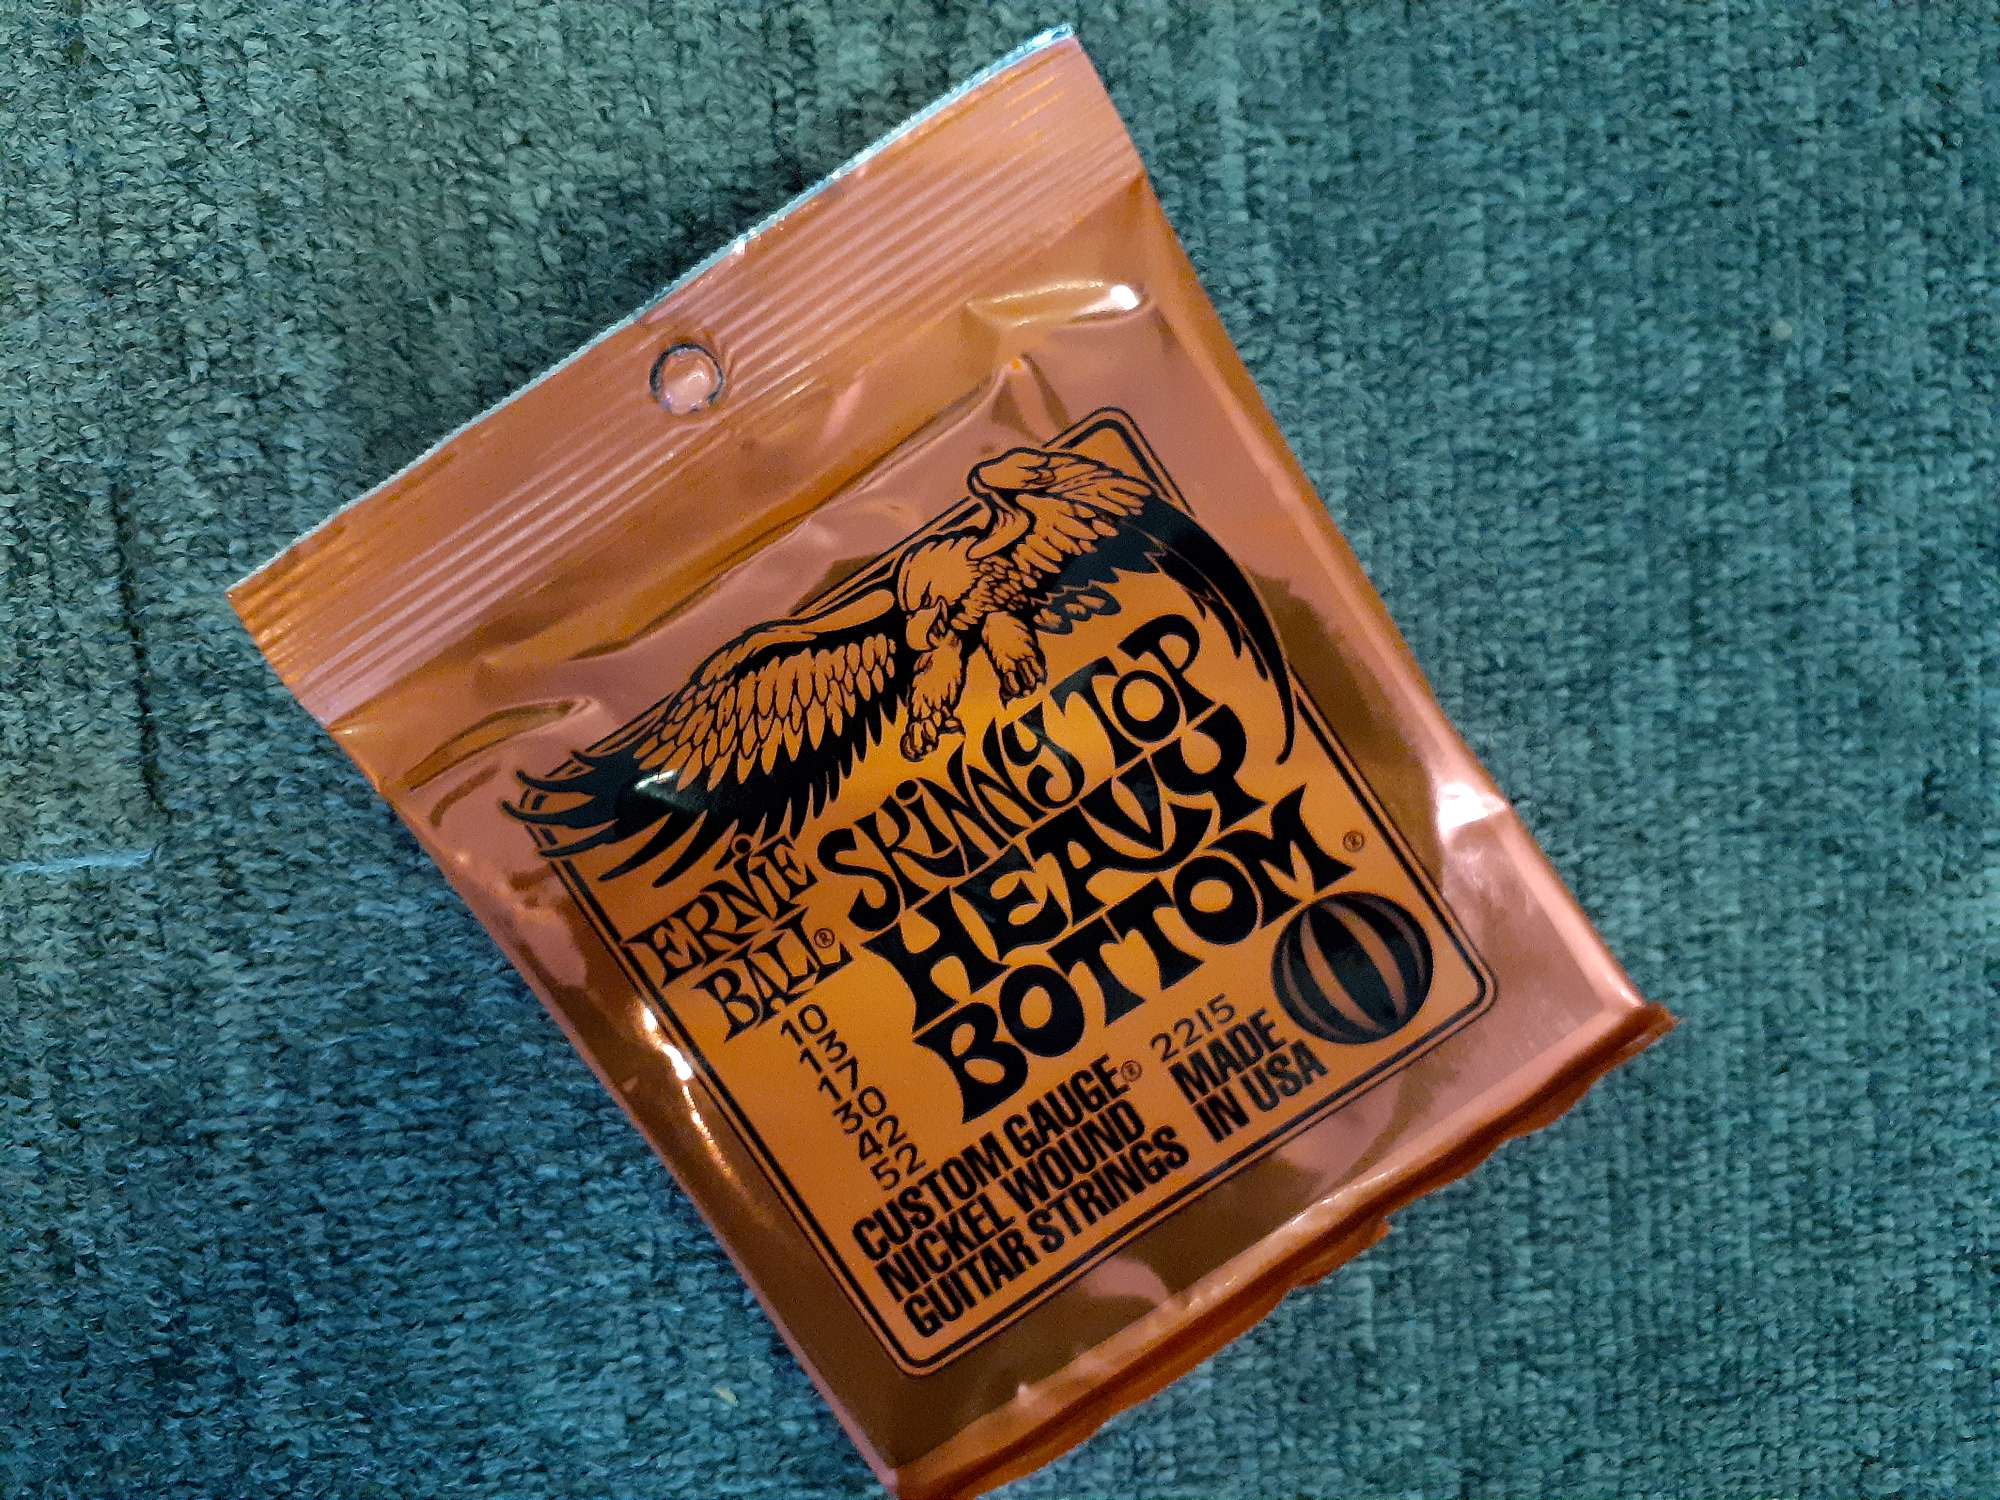 ERNiE
BALL®
SKiNNY TOP
HEAVY
BOTTOM®
10
13
17
30
42
52
2215
MADE
IN USA
CUSTOM GAUGE®
NICKEL WOUND
GUITAR STRINGS